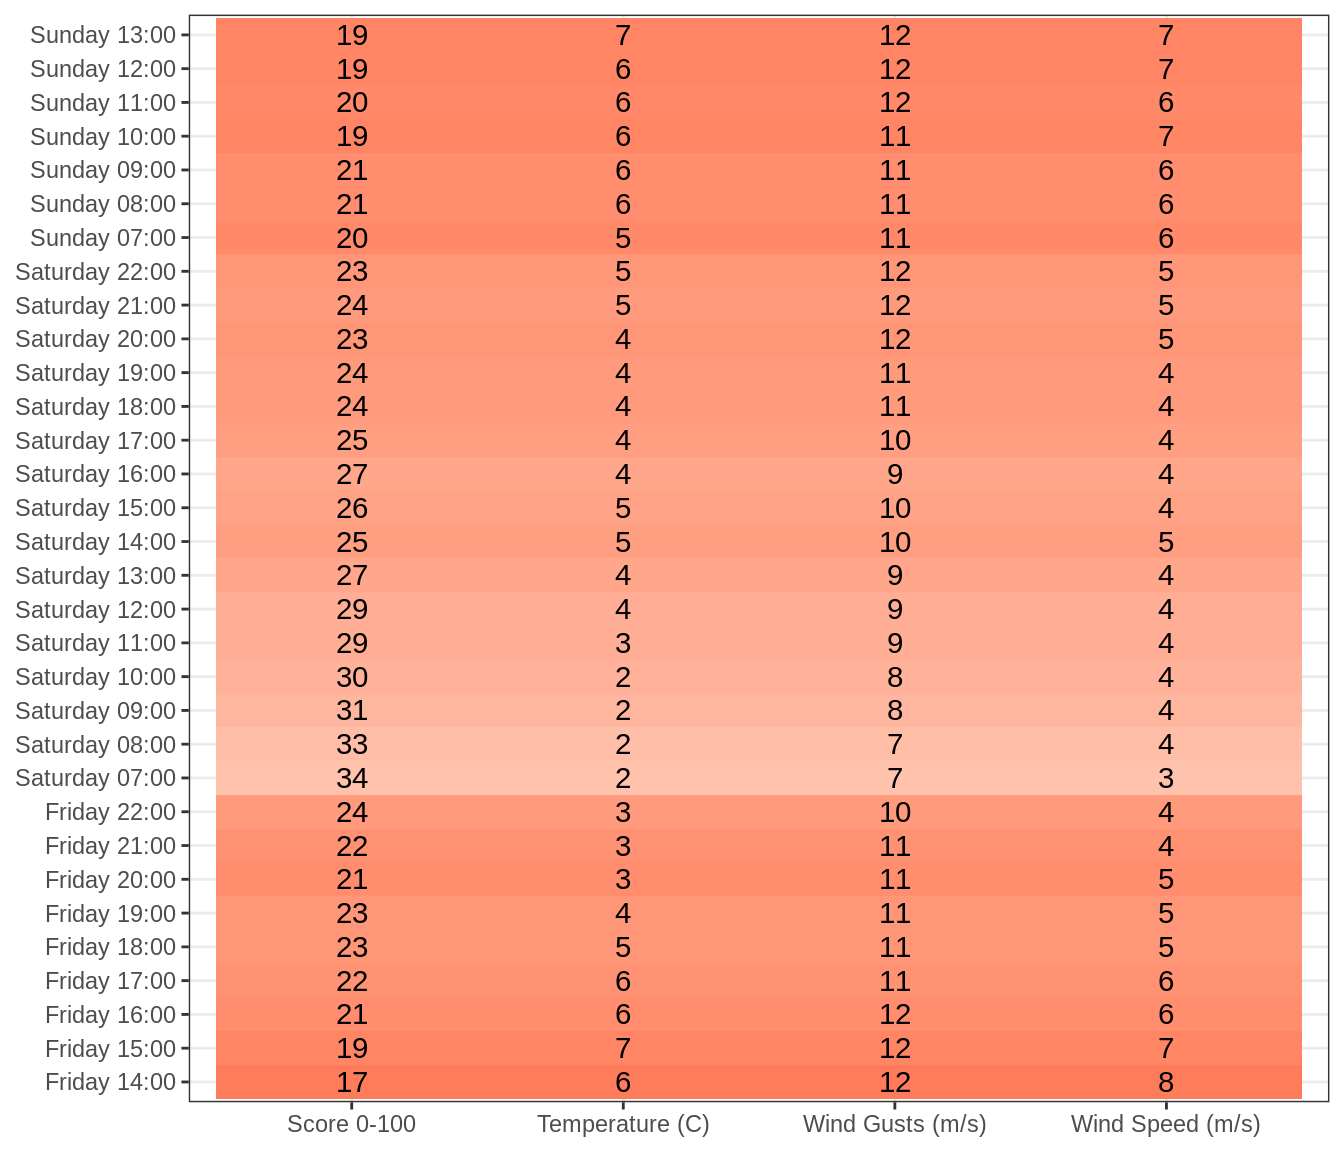 Sunday 13:00 19 7 12 7
Sunday 12:00 19 6 12 7
Sunday 11:00 20 6 12 6
Sunday 10:00 19 6 11 7
Sunday 09:00 21 6 11 6
Sunday 08:00 21 6 11 6
Sunday 07:00 20 5 11 6
Saturday 22:00 23 5 12 5
Saturday 21:00 24 5 12 5
Saturday 20:00 23 4 12 5
Saturday 19:00 24 4 11 4
Saturday 18:00 24 4 11 4
Saturday 17:00 25 4 10 4
Saturday 16:00 27 4 9 4
Saturday 15:00 26 5 10 4
Saturday 14:00 25 5 10 5
Saturday 13:00 27 4 9 4
Saturday 12:00 29 4 9 4
Saturday 11:00 29 3 9 4
Saturday 10:00 30 2 8 4
Saturday 09:00 31 2 8 4
Saturday 08:00 33 2 7 4
Saturday 07:00 34 2 7 3
Friday 22:00 24 3 10 4
Friday 21:00 22 3 11 4
Friday 20:00 21 3 11 5
Friday 19:00 23 4 11 5
Friday 18:00 23 5 11 5
Friday 17:00 22 6 11 6
Friday 16:00 21 6 12 6
Friday 15:00 19 7 12 7
Friday 14:00 17 6 12 8
Score 0-100 Temperature (C) Wind Gusts (m/s) Wind Speed (m/s)